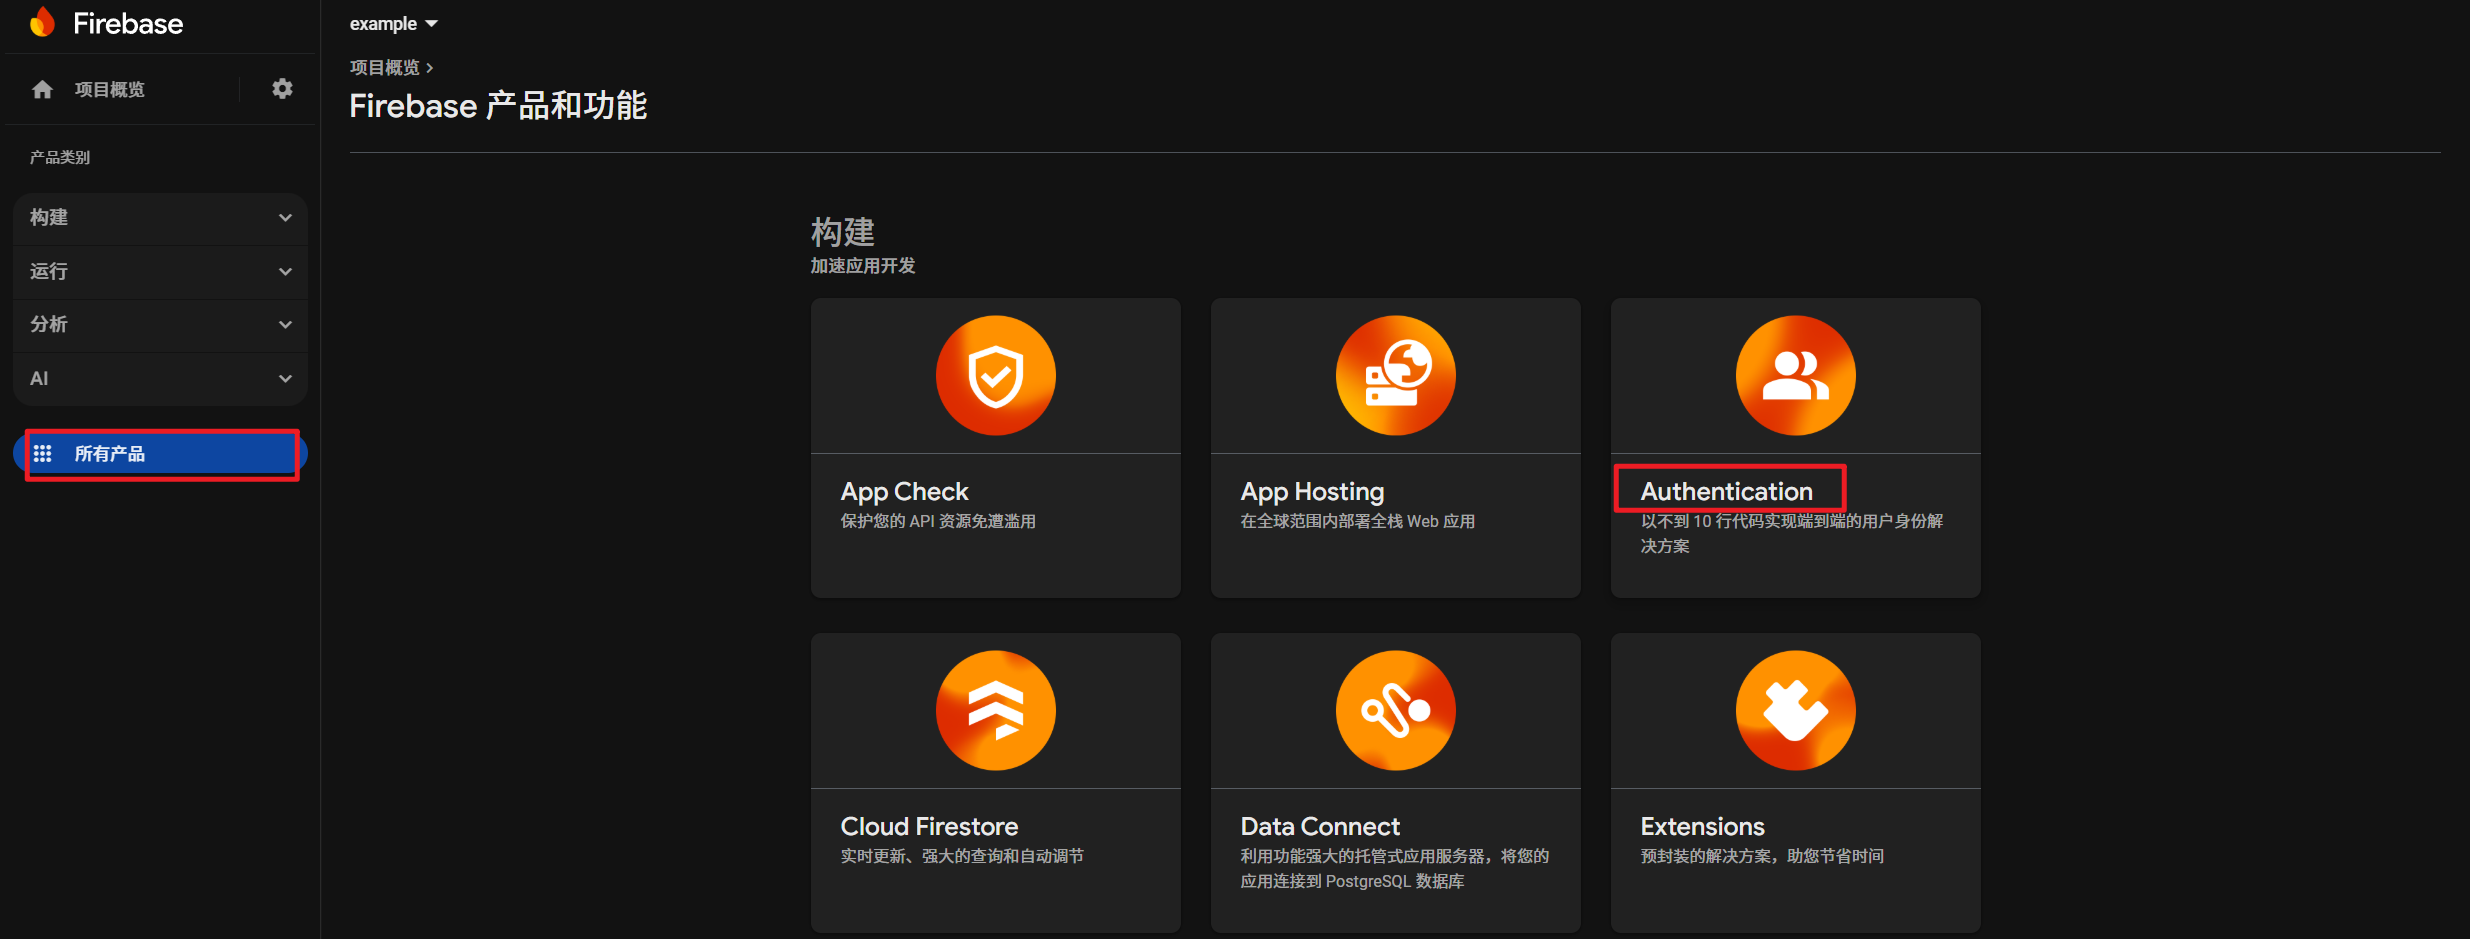 Firebase
项目概览
产品类别
构建
运行
分析
AI
所有产品
example
项目概览
Firebase 产品和功能
构建
加速应用开发
App Check
保护您的 API 资源免遭滥用
App Hosting
在全球范围内部署全栈 Web 应用
Authentication
以不到 10 行代码实现端到端的用户身份解
决方案
Cloud Firestore
实时更新、强大的查询和自动调节
Data Connect
利用功能强大的托管式应用服务器，将您的
应用连接到 PostgreSQL 数据库
Extensions
预封装的解决方案，助您节省时间